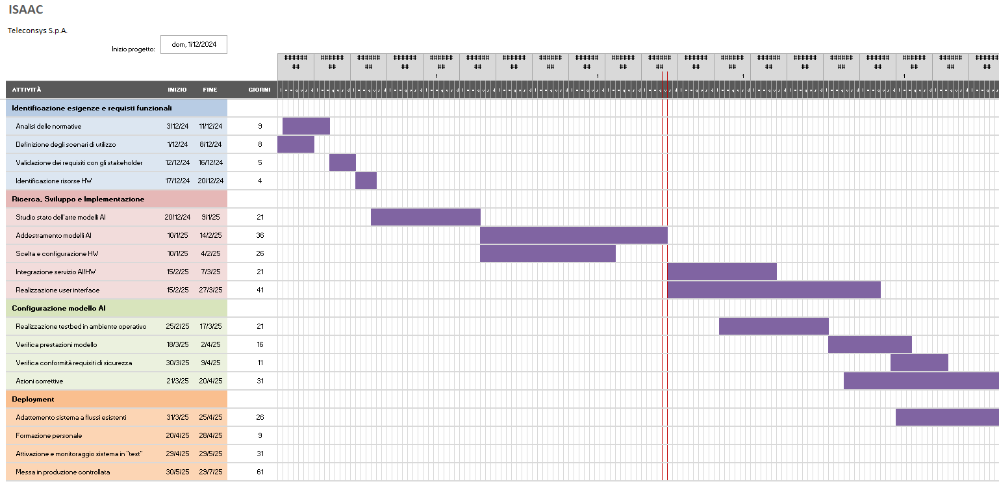 ISAAC
Teleconsys S.p.A.
Inizio progetto: dom, 1/12/2024
###### ###### ###### ###### ###### ###### ###### ###### ###### ###### ###### ###### ###### ###### ###### ###### ###### ###### ###### ######
## ## ## ## ## ## ## ## ## ## ## ## ## ## ## ## ## ## ## ##
1 1 1 1
ATTIVITÀ INIZIO FINE GIORNI
Identificazione esigenze e requisti funzionali
Analisi delle normative 3/12/24 11/12/24 9
Definizione degli scenari di utilizzo 1/12/24 8/12/24 8
Validazione dei requisiti con gli stakeholder 12/12/24 16/12/24 5
Identificazione risorse HW 17/12/24 20/12/24 4
Ricerca, Sviluppo e Implementazione
Studio stato dell'arte modelli AI 20/12/24 9/1/25 21
Addestramento modelli AI 10/1/25 14/2/25 36
Scelta e configurazione HW 10/1/25 4/2/25 26
Integrazione servizio AI/HW 15/2/25 7/3/25 21
Realizzazione user interface 15/2/25 27/3/25 41
Configurazione modello AI
Realizzazione testbed in ambiente operativo 25/2/25 17/3/25 21
Verifica prestazioni modello 18/3/25 2/4/25 16
Verifica conformità requisiti di sicurezza 30/3/25 9/4/25 11
Azioni correttive 21/3/25 20/4/25 31
Deployment
Adattemento sistema a flussi esistenti 31/3/25 25/4/25 26
Formazione personale 20/4/25 28/4/25 9
Attivazione e monitoraggio sistema in "test" 29/4/25 29/5/25 31
Messa in produzione controllata 30/5/25 29/7/25 61